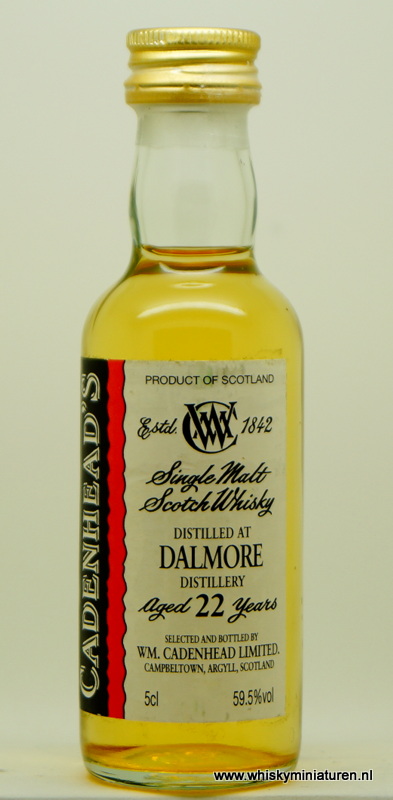 CADENHEAD'S
PRODUCT OF SCOTLAND
Estd. WC 1842
Single Malt
Scotch Whisky
DISTILLED AT
DALMORE
DISTILLERY
Aged 22 Years
SELECTED AND BOTTLED BY
WM. CADENHEAD LIMITED.
CAMPBELTOWN, ARGYLL, SCOTLAND
5cl 59.5%vol
www.whiskyminiaturen.nl